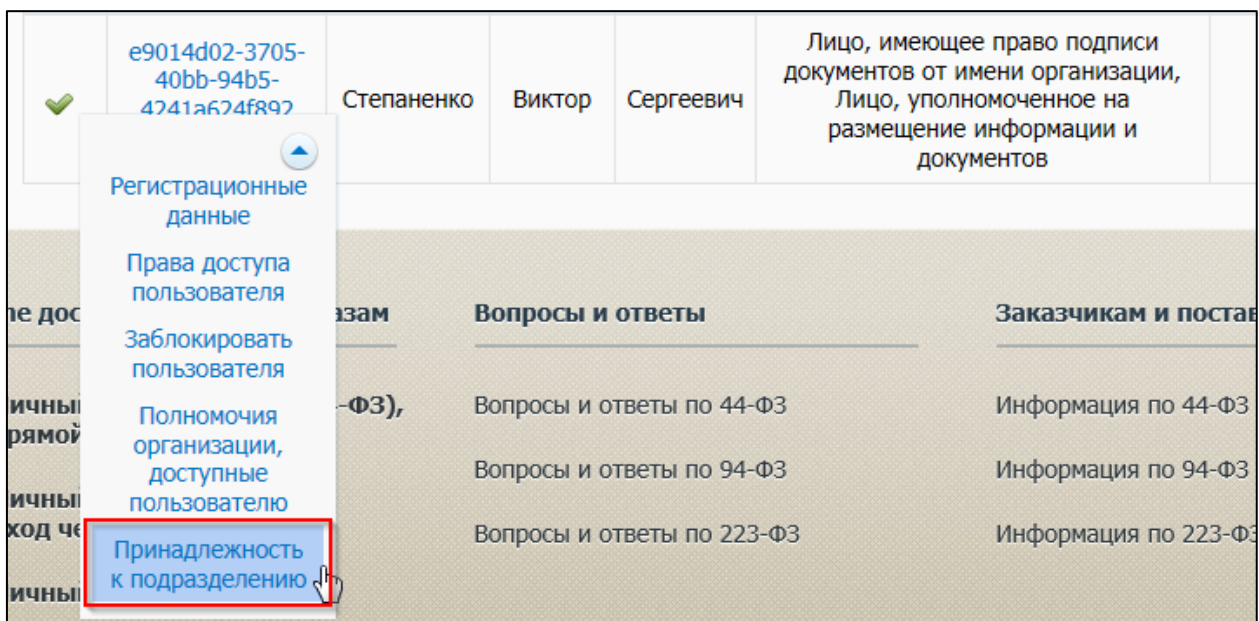 e9014d02-3705-
40bb-94b5-
4241a624f892
Степаненко
Виктор
Сергеевич
Лицо, имеющее право подписи
документов от имени организации,
Лицо, уполномоченное на
размещение информации и
документов
Регистрационные
данные
Права доступа
пользователя
Заблокировать
пользователя
Полномочия
организации,
доступные
пользователю
Принадлежность
к подразделению
Вопросы и ответы
Вопросы и ответы по 44-ФЗ
Вопросы и ответы по 94-ФЗ
Вопросы и ответы по 223-ФЗ
Заказчикам и постав
Информация по 44-ФЗ
Информация по 94-ФЗ
Информация по 223-ФЗ